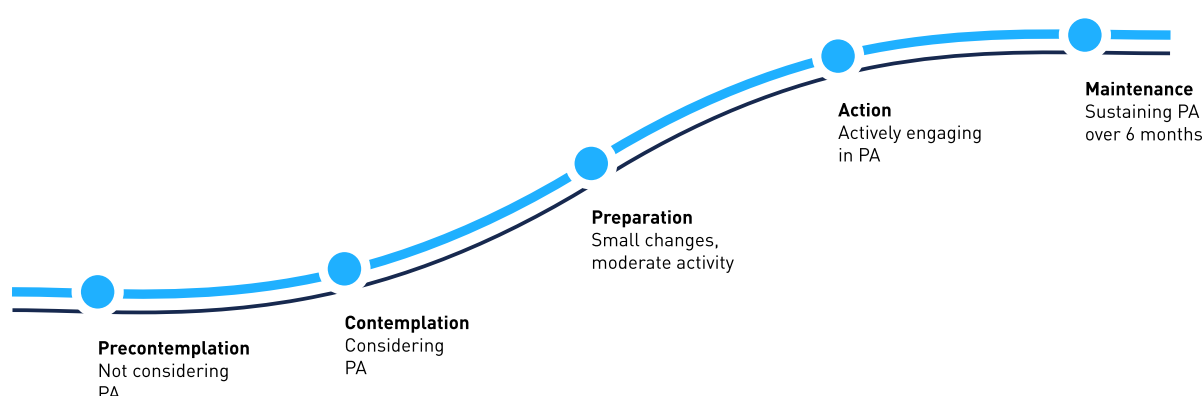 Precontemplation
Not considering
PA
Contemplation
Considering
PA
Preparation
Small changes,
moderate activity
Action
Actively engaging
in PA
Maintenance
Sustaining PA
over 6 months